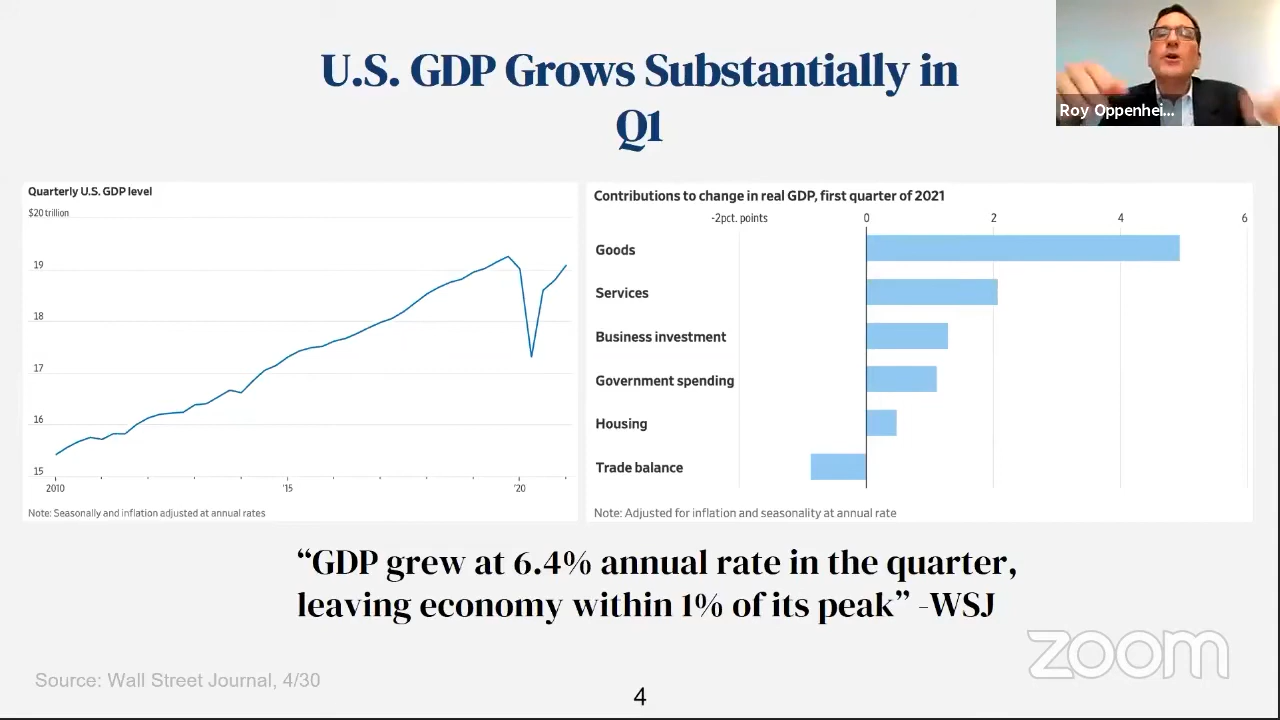 U.S. GDP Grows Substantially in
Q1
Roy Oppenhei...
Quarterly U.S. GDP level
$20 trillion
19
18
17
16
15
2010
'15
'20
Note: Seasonally and inflation adjusted at annual rates
Contributions to change in real GDP, first quarter of 2021
-2pct. points 0 2 4 6
Goods
Services
Business investment
Government spending
Housing
Trade balance
Note: Adjusted for inflation and seasonality at annual rate
“GDP grew at 6.4% annual rate in the quarter,
leaving economy within 1% of its peak” -WSJ
zoom
Source: Wall Street Journal, 4/30
4